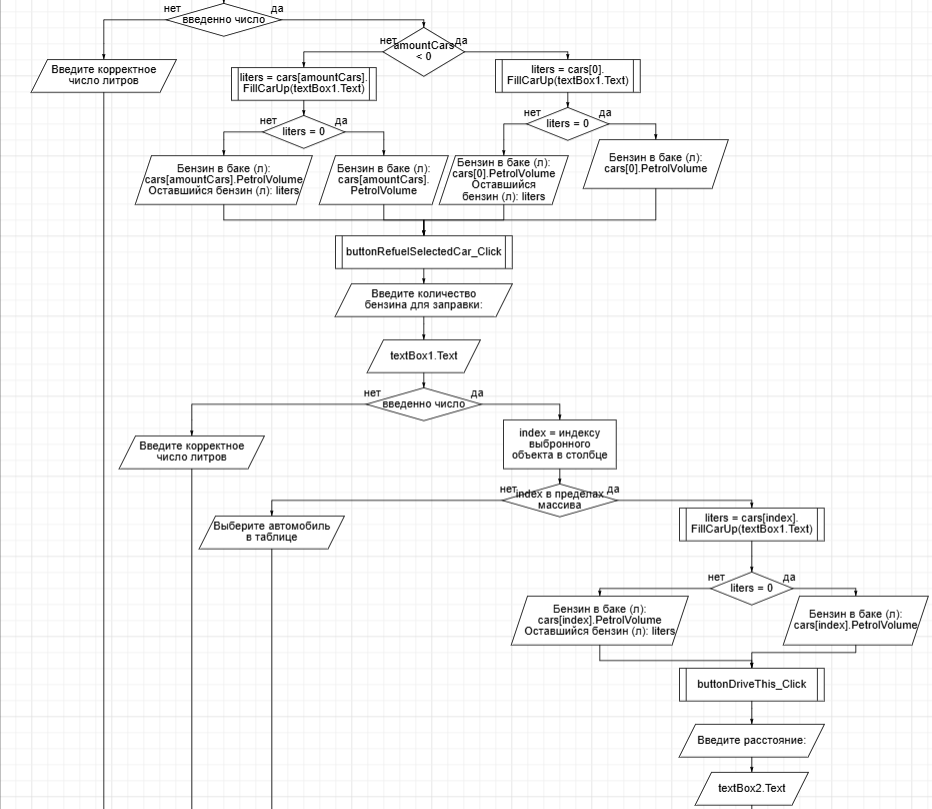 нет
да
введенно число
Введите корректное
число литров
нет
да
amountCars
< 0
liters = cars[amountCars].
FillCarUp(textBox1.Text)
liters = cars[0].
FillCarUp(textBox1.Text)
нет
да
liters = 0
нет
да
liters = 0
Бензин в баке (л):
cars[amountCars].PetrolVolume
Оставшийся бензин (л): liters
Бензин в баке (л):
cars[amountCars].
PetrolVolume
Бензин в баке (л):
cars[0].PetrolVolume
Оставшийся
бензин (л): liters
Бензин в баке (л):
cars[0].PetrolVolume
buttonRefuelSelectedCar_Click
Введите количество
бензина для заправки:
textBox1.Text
нет
да
введенно число
Введите корректное
число литров
index = индексу
выбронного
объекта в столбце
нет
да
index в пределах
массива
Выберите автомобиль
в таблице
liters = cars[index].
FillCarUp(textBox1.Text)
нет
да
liters = 0
Бензин в баке (л):
cars[index].PetrolVolume
Оставшийся бензин (л): liters
Бензин в баке (л):
cars[index].PetrolVolume
buttonDriveThis_Click
Введите расстояние:
textBox2.Text